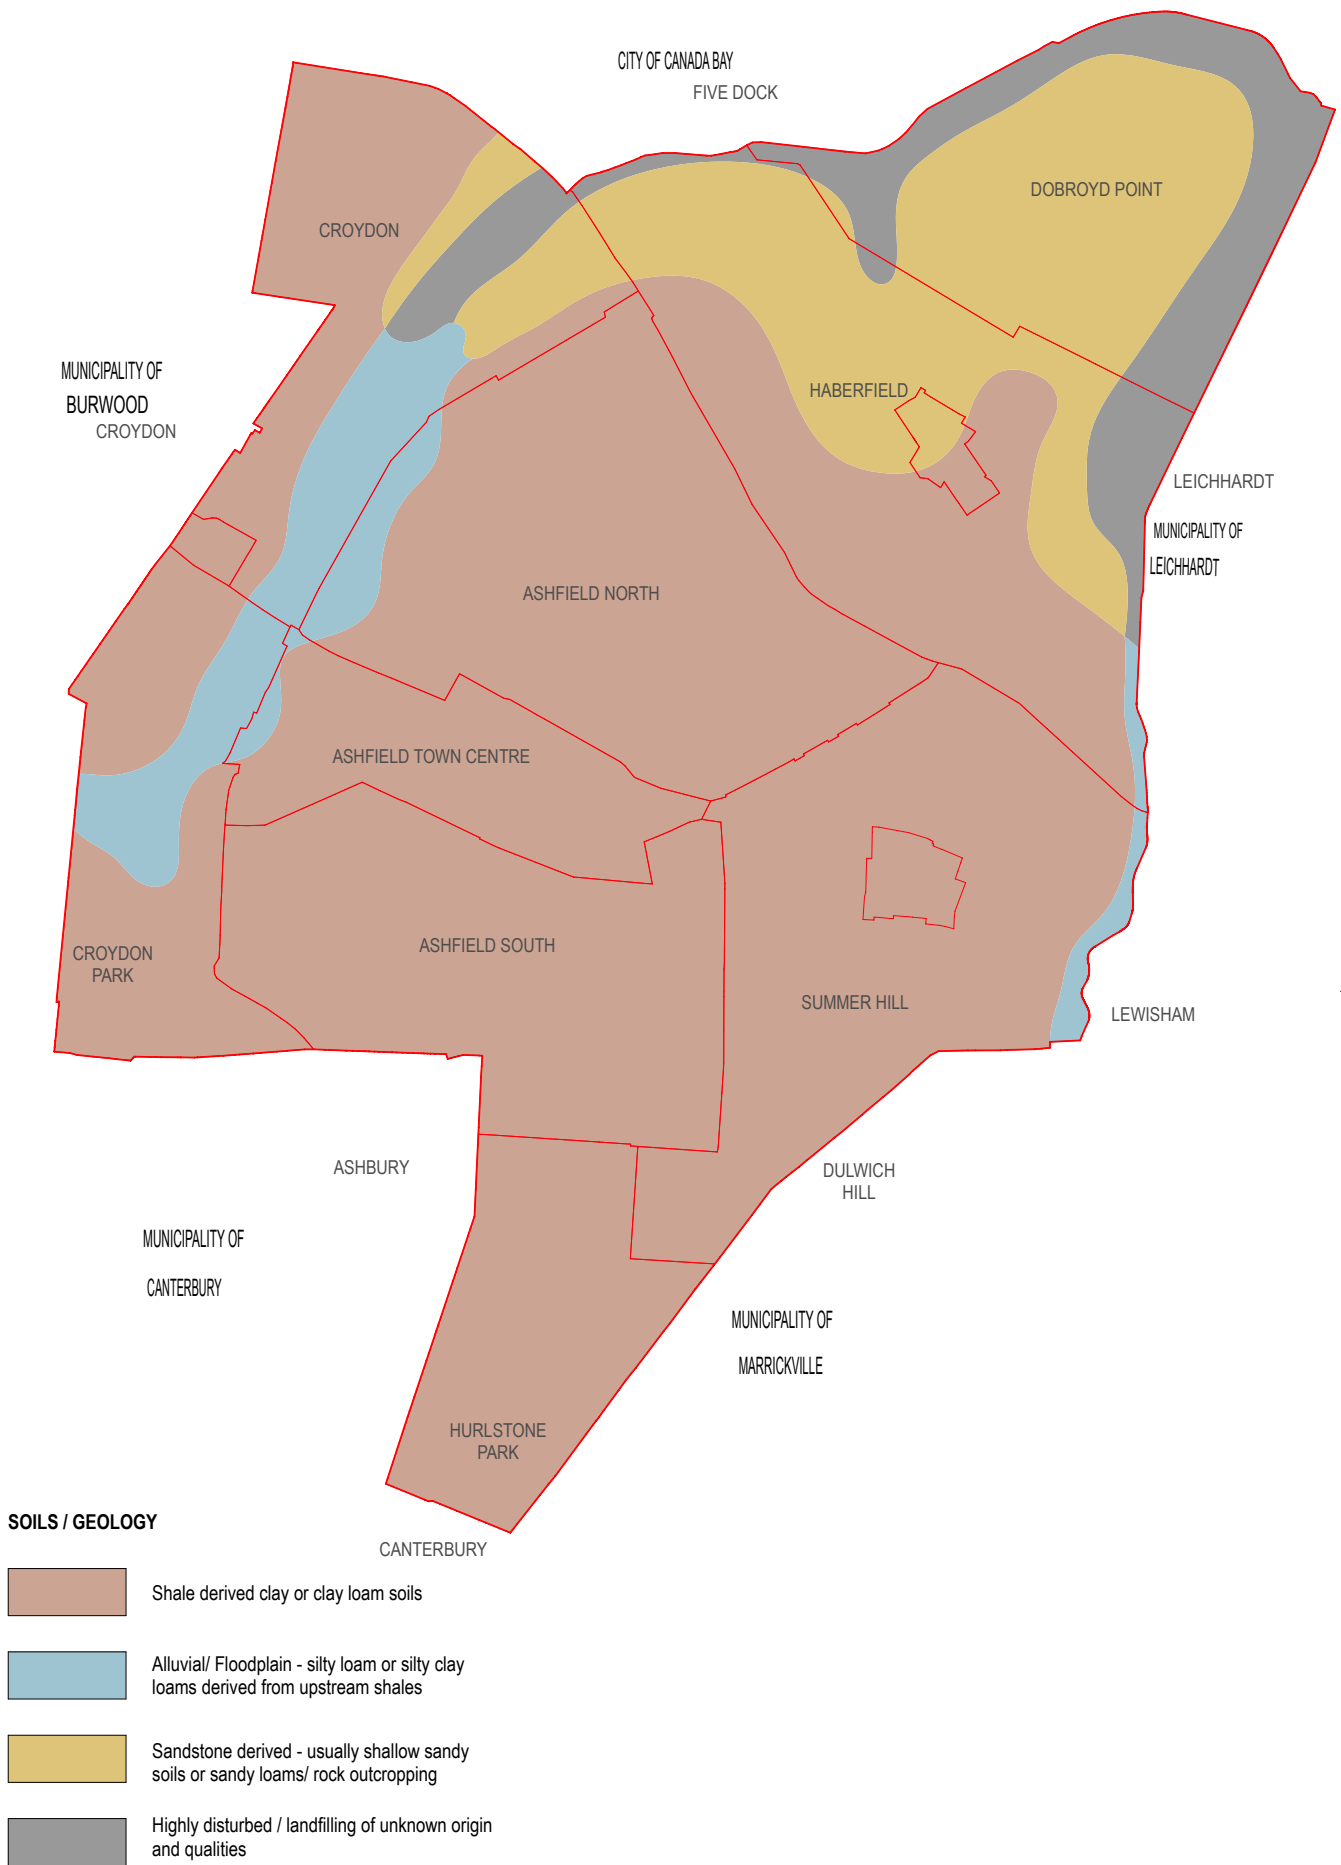 CITY OF CANADA BAY
FIVE DOCK
DOBROYD POINT
CROYDON
MUNICIPALITY OF
BURWOOD
CROYDON
HABERFIELD
LEICHHARDT
MUNICIPALITY OF
LEICHHARDT
ASHFIELD NORTH
ASHFIELD TOWN CENTRE
CROYDON
PARK
ASHFIELD SOUTH
SUMMER HILL
LEWISHAM
ASHBURY
DULWICH
HILL
MUNICIPALITY OF
CANTERBURY
MUNICIPALITY OF
MARRICKVILLE
HURLSTONE
PARK
CANTERBURY
SOILS / GEOLOGY
Shale derived clay or clay loam soils
Alluvial/ Floodplain - silty loam or silty clay
loams derived from upstream shales
Sandstone derived - usually shallow sandy
soils or sandy loams/ rock outcropping
Highly disturbed / landfilling of unknown origin
and qualities